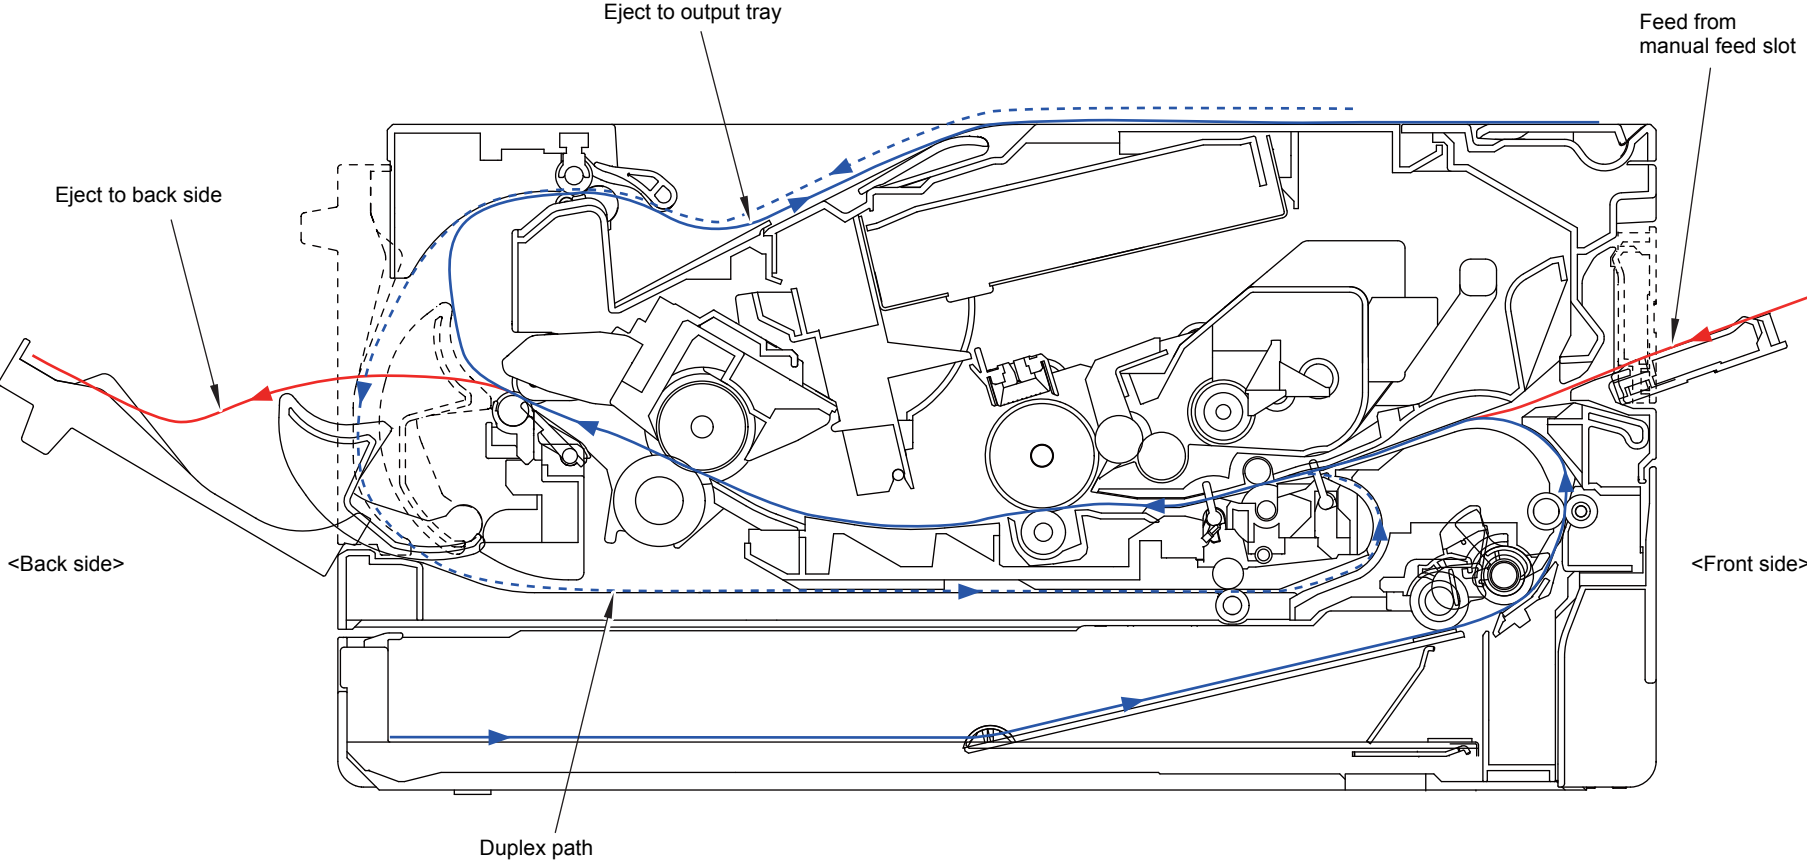 Eject to output tray
Feed from
manual feed slot
Eject to back side
<Back side>
<Front side>
Duplex path